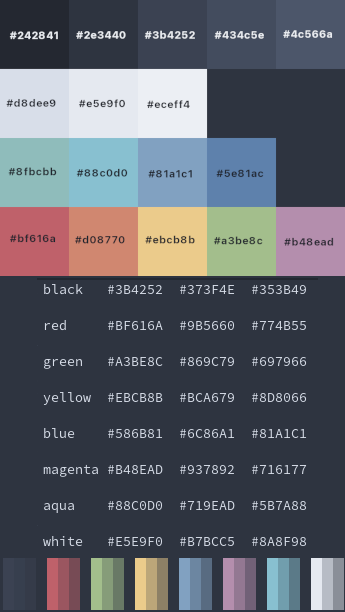 #242841 #2e3440 #3b4252 #434c5e #4c566a
#d8dee9 #e5e9f0 #eceff4
#8fbcbb #88c0d0 #81a1c1 #5e81ac
#bf616a #d08770 #ebcb8b #a3be8c #b48ead
black #3B4252 #373F4E #353B49
red #BF616A #9B5660 #774B55
green #A3BE8C #869C79 #697966
yellow #EBCB8B #BCA679 #8D8066
blue #586B81 #6C86A1 #81A1C1
magenta #B48EAD #937892 #716177
aqua #88C0D0 #719EAD #5B7A88
white #E5E9F0 #B7BCC5 #8A8F98